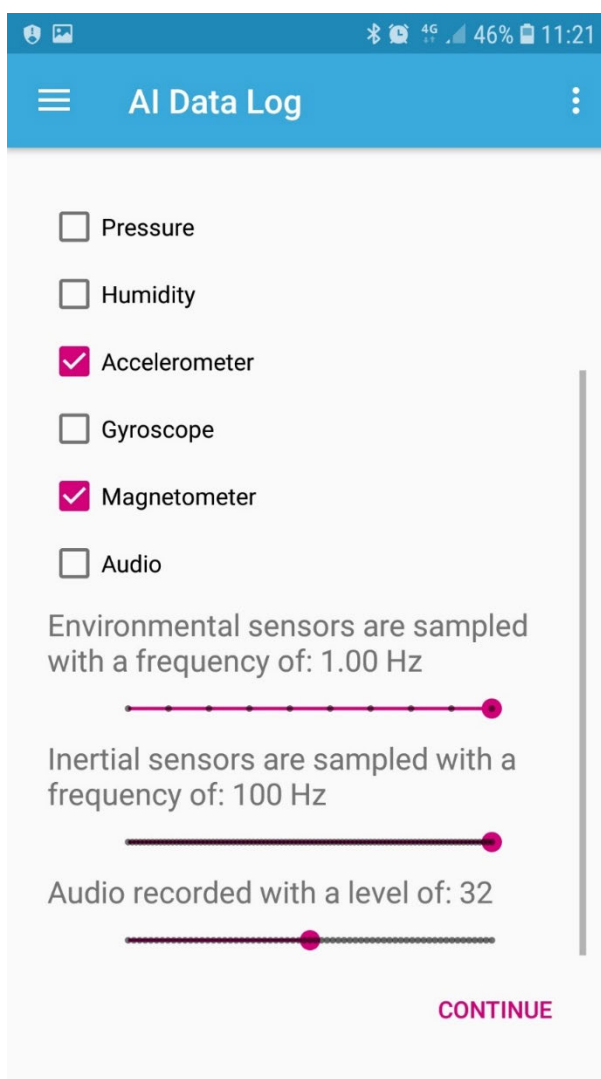 4G 46% 11:21
AI Data Log
Pressure
Humidity
Accelerometer
Gyroscope
Magnetometer
Audio
Environmental sensors are sampled
with a frequency of: 1.00 Hz
Inertial sensors are sampled with a
frequency of: 100 Hz
Audio recorded with a level of: 32
CONTINUE